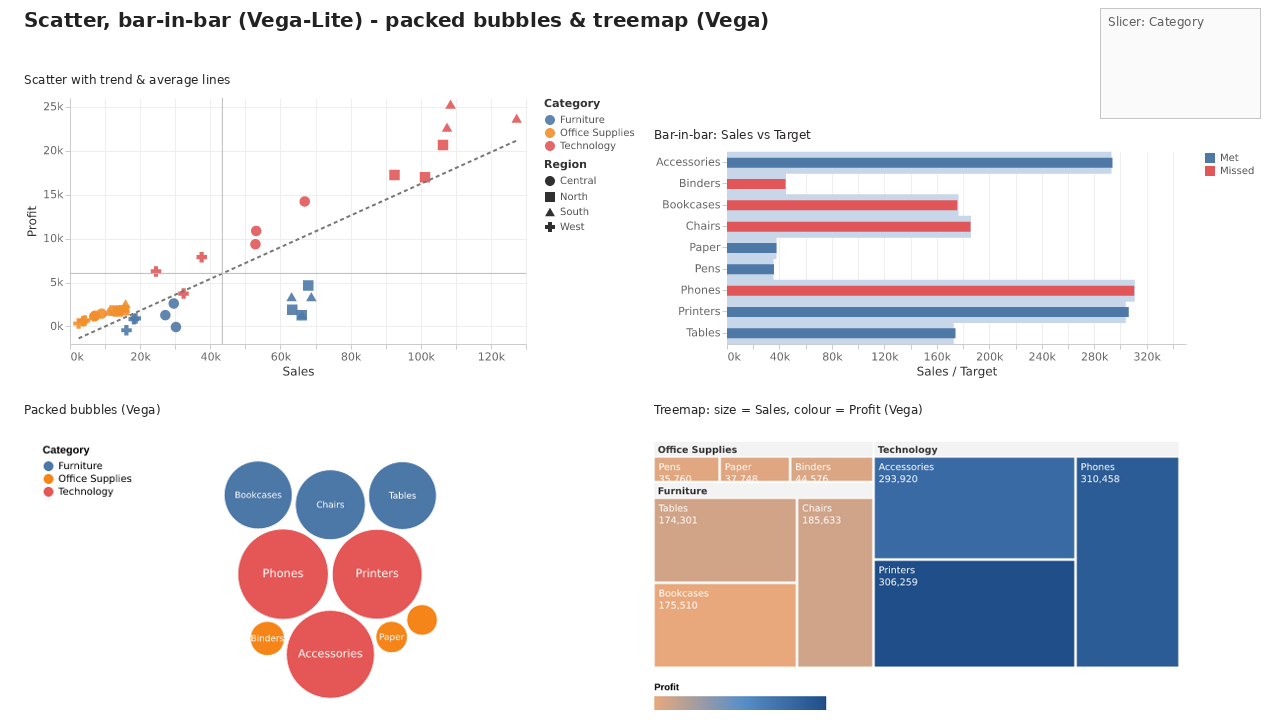 Scatter, bar-in-bar (Vega-Lite) - packed bubbles & treemap (Vega)
Slicer: Category
Scatter with trend & average lines
25k
20k
15k
10k
5k
0k
Profit
0k 20k 40k 60k 80k 100k 120k
Sales
Category
Furniture
Office Supplies
Technology
Region
Central
North
South
West
Bar-in-bar: Sales vs Target
Accessories
Binders
Bookcases
Chairs
Paper
Pens
Phones
Printers
Tables
0k 40k 80k 120k 160k 200k 240k 280k 320k
Sales / Target
Met
Missed
Packed bubbles (Vega)
Category
Furniture
Office Supplies
Technology
Bookcases
Chairs
Tables
Phones
Printers
Binders
Accessories
Paper
Treemap: size = Sales, colour = Profit (Vega)
Office Supplies
Pens
35,760
Paper
37,748
Binders
44,576
Furniture
Tables
174,301
Chairs
185,633
Bookcases
175,510
Technology
Accessories
293,920
Phones
310,458
Printers
306,259
Profit